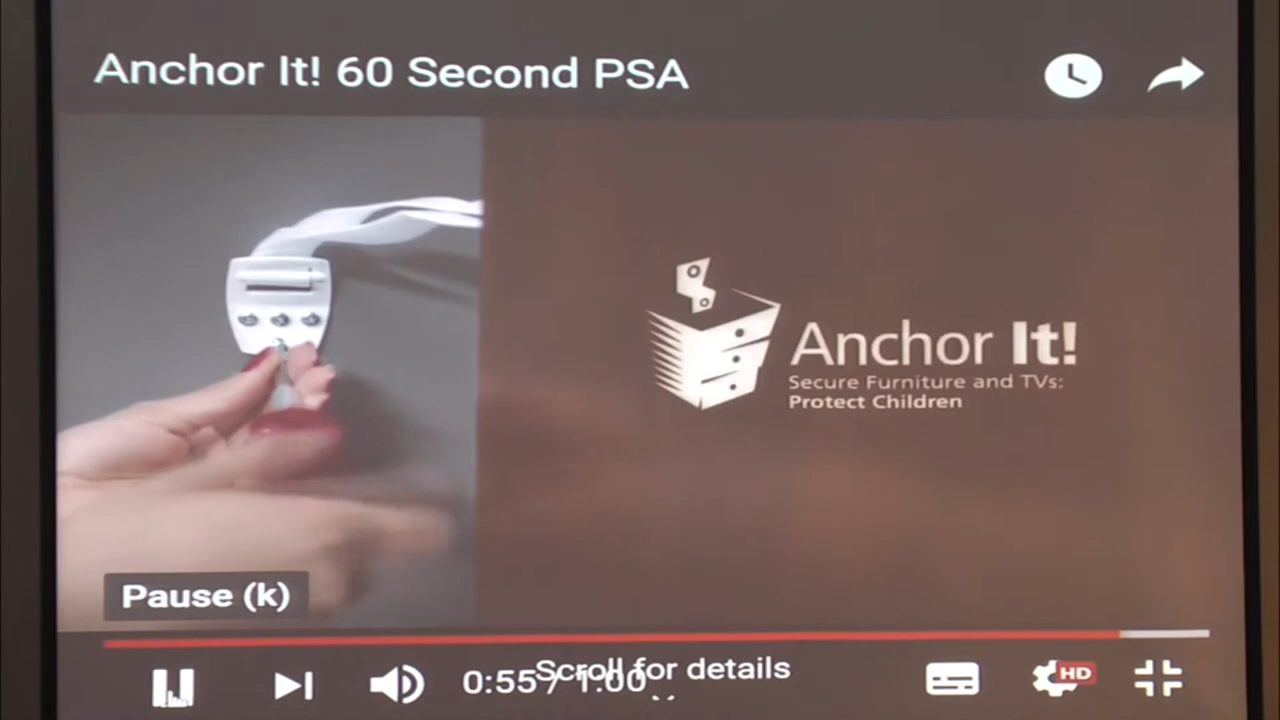 Anchor It! 60 Second PSA
Anchor It!
Secure Furniture and TVs:
Protect Children
Pause (k)
0:55 / 1:00
Scroll for details
HD